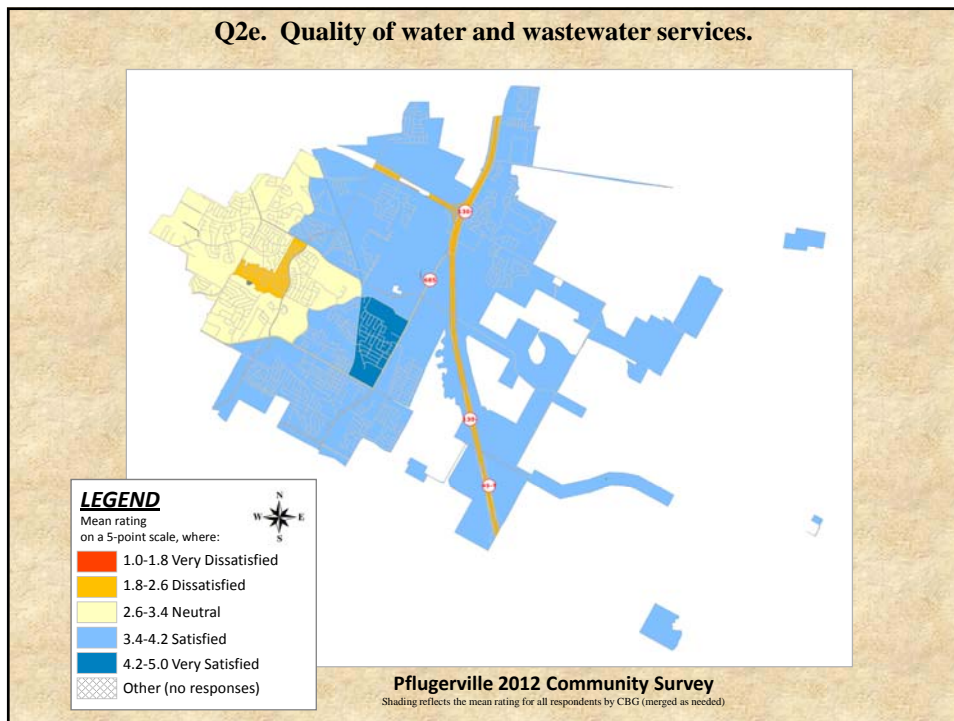 Q2e. Quality of water and wastewater services.
130
685
130
LEGEND
N
W E
S
Mean rating
on a 5-point scale, where:
1.0-1.8 Very Dissatisfied
1.8-2.6 Dissatisfied
2.6-3.4 Neutral
3.4-4.2 Satisfied
4.2-5.0 Very Satisfied
Other (no responses)
Pflugerville 2012 Community Survey
Shading reflects the mean rating for all respondents by CBG (merged as needed)